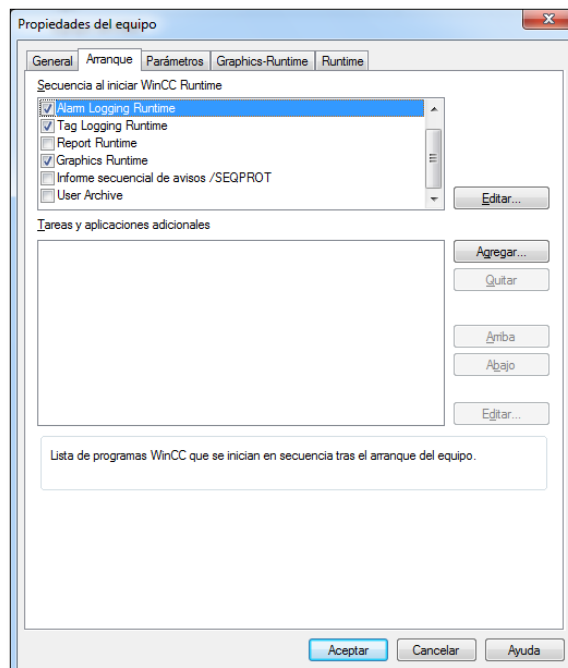 Propiedades del equipo
General Arranque Parámetros Graphics-Runtime Runtime
Secuencia al iniciar WinCC Runtime
Alarm Logging Runtime
Tag Logging Runtime
Report Runtime
Graphics Runtime
Informe secuencial de avisos /SEQPROT
User Archive
Editar...
Tareas y aplicaciones adicionales
Agregar...
Quitar
Arriba
Abajo
Editar...
Lista de programas WinCC que se inician en secuencia tras el arranque del equipo.
Aceptar Cancelar Ayuda